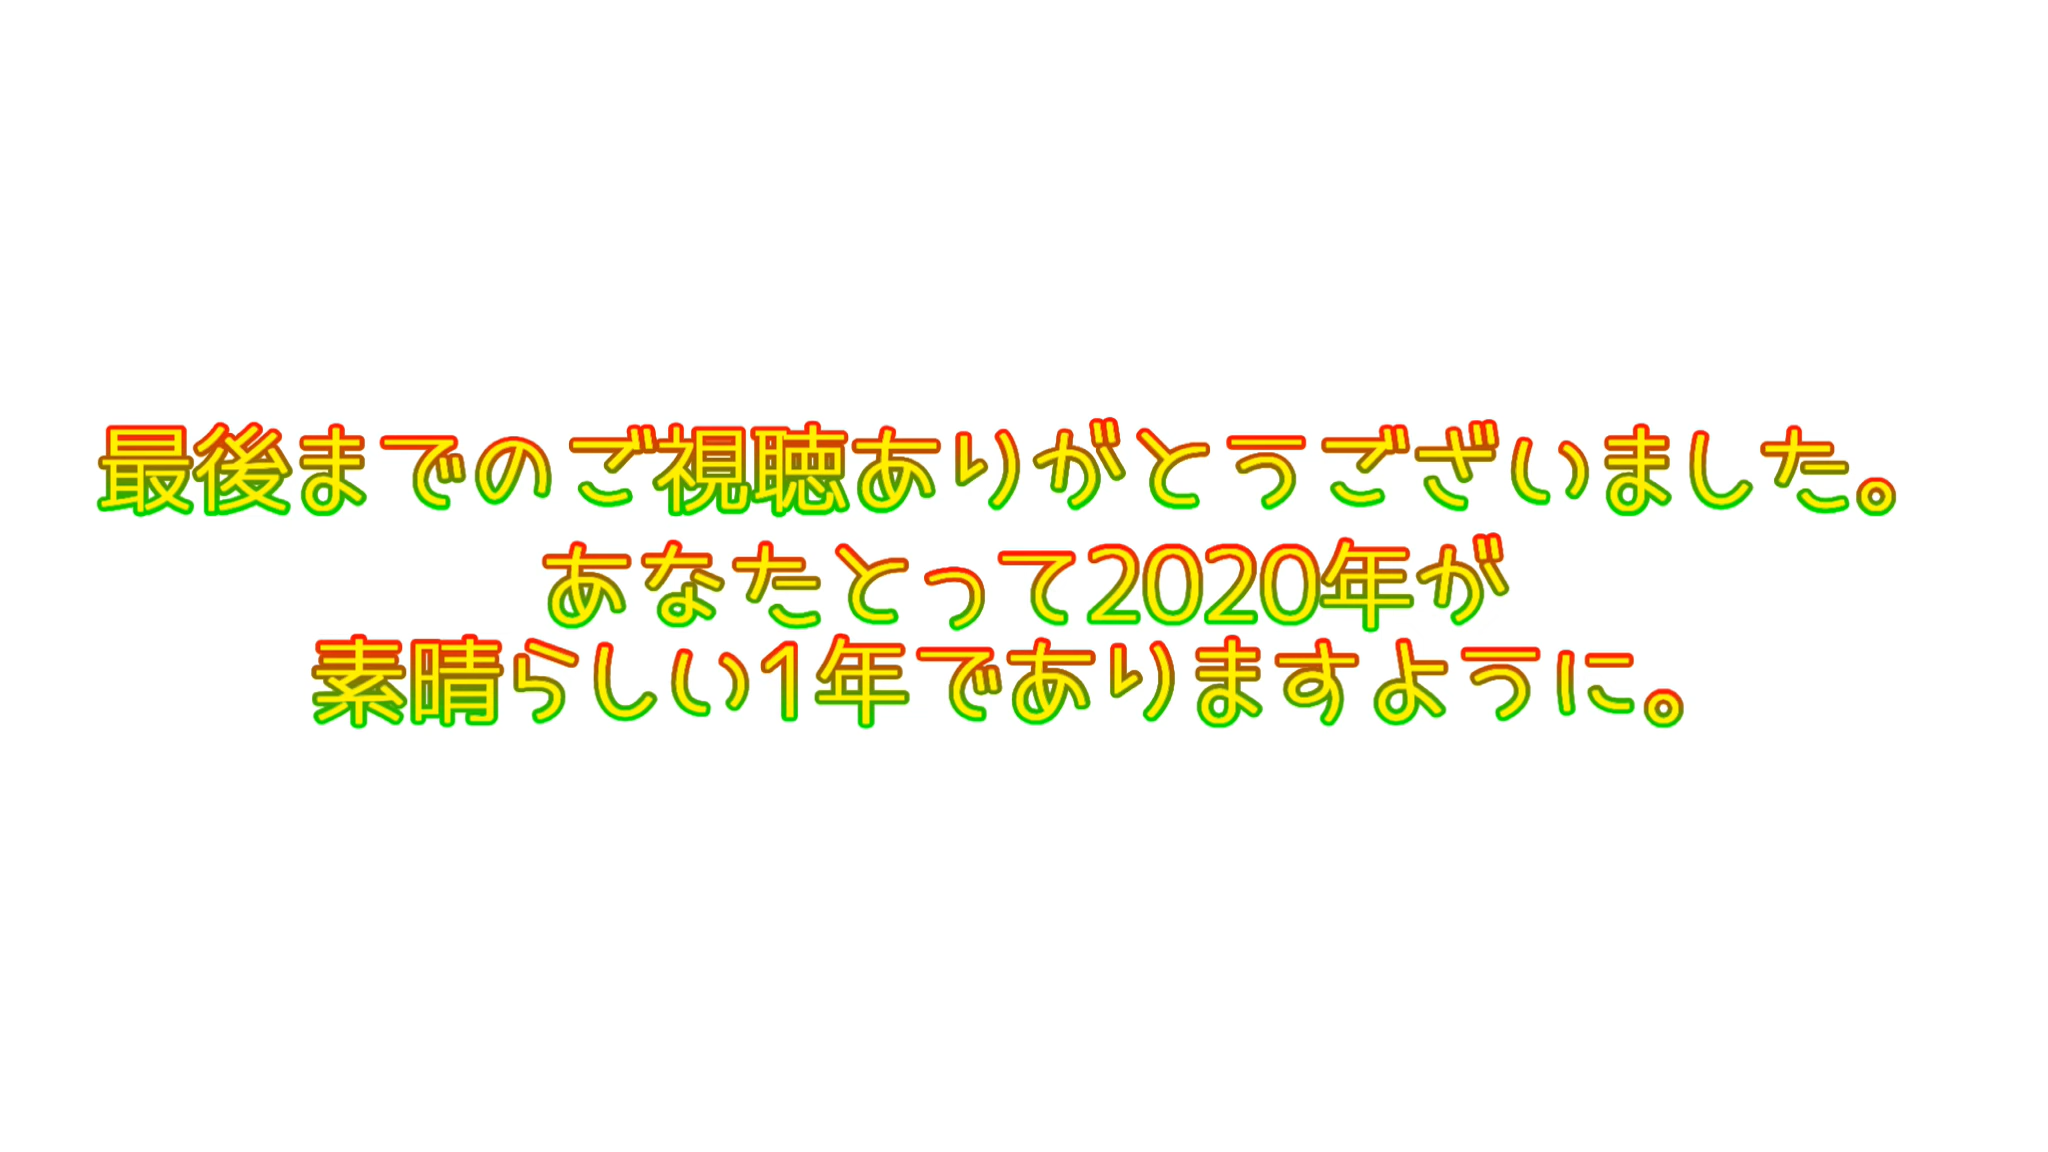 最後までのご視聴ありがとうございました。
あなたとって2020年が
素晴らしい1年でありますように。